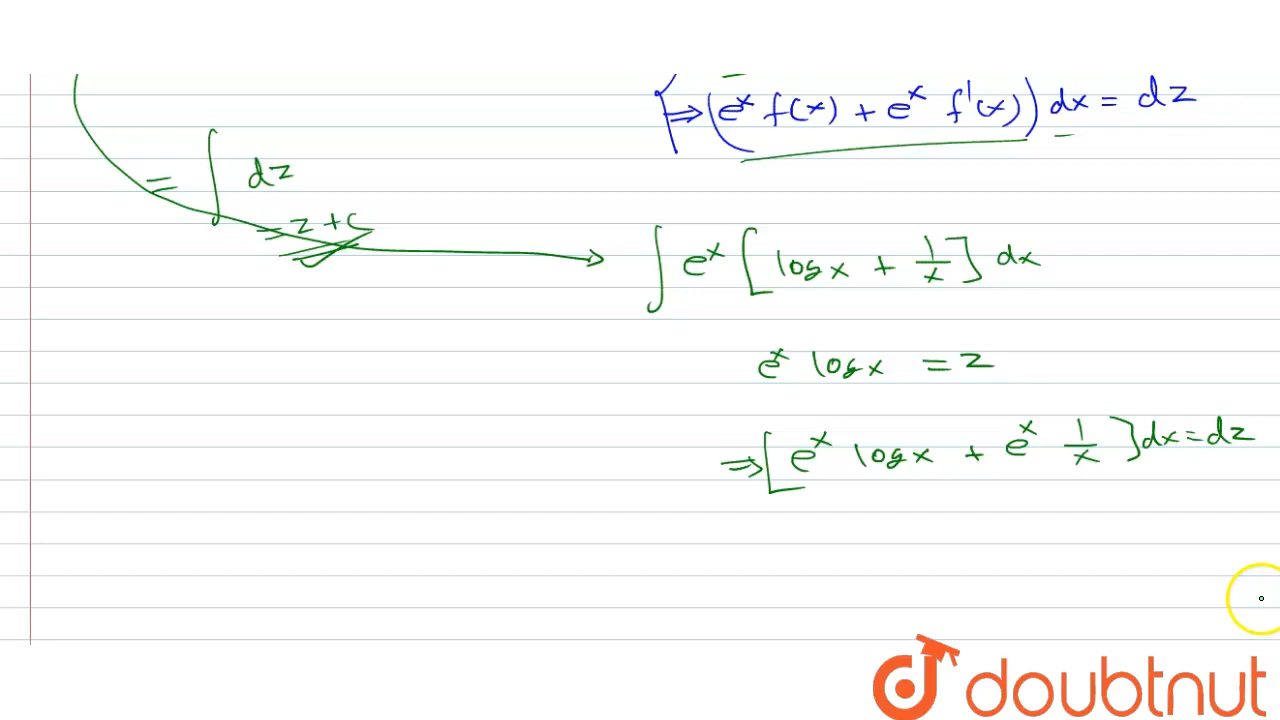 ⇒ (e^x f(x) + e^x f'(x)) dx = dz
= ∫ dz
= z + c
∫ e^x [log x + 1/x] dx
e^x log x = z
⇒ [e^x log x + e^x 1/x] dx = dz
doubtnut